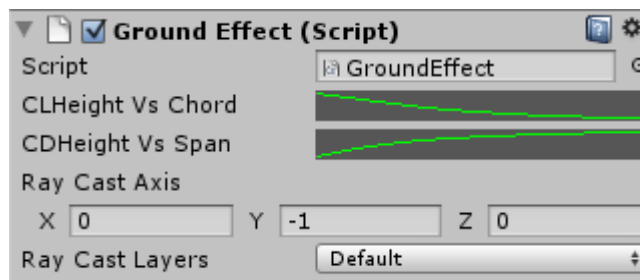 Ground Effect (Script)
Script GroundEffect
CLHeight Vs Chord
CDHeight Vs Span
Ray Cast Axis
X 0 Y -1 Z 0
Ray Cast Layers Default